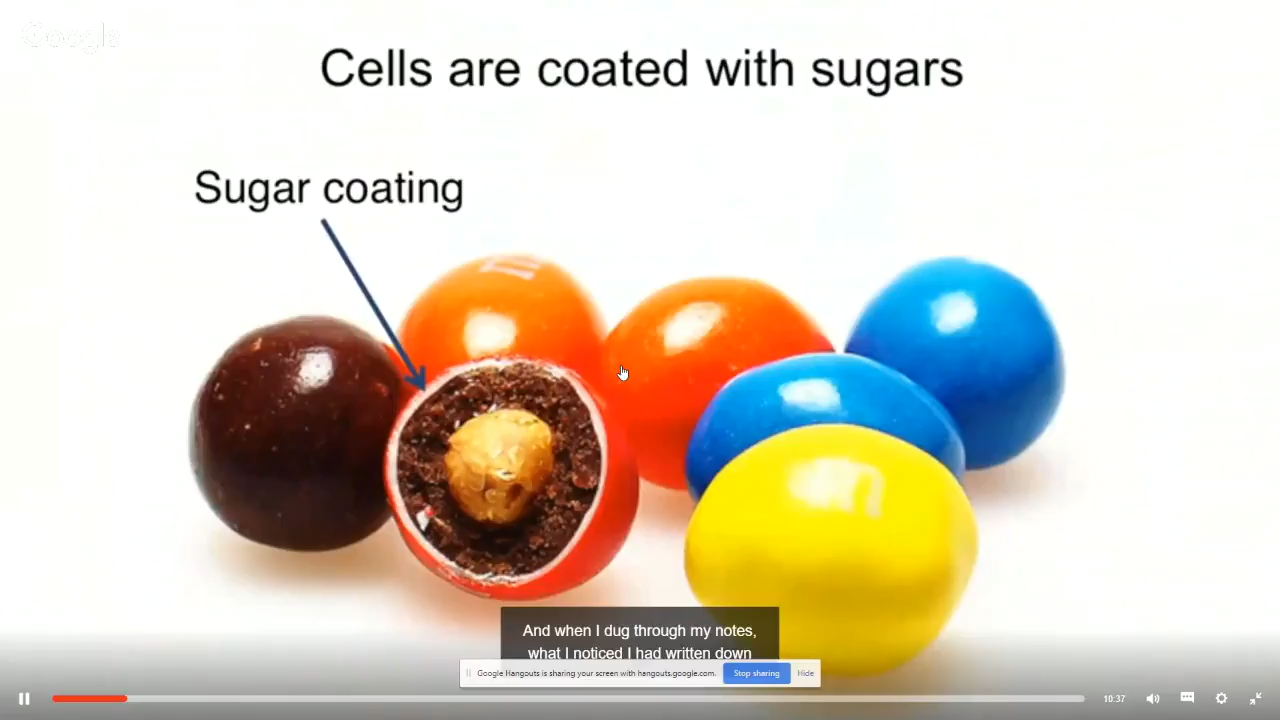 Google
Cells are coated with sugars
Sugar coating
And when I dug through my notes,
what I noticed I had written down
Google Hangouts is sharing your screen with hangouts.google.com.
Stop sharing
Hide
10:37